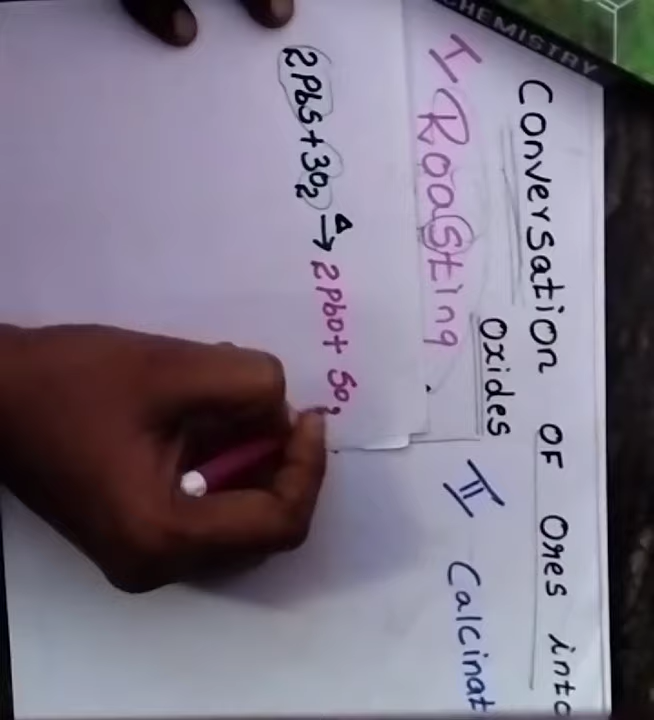 CHEMISTRY
Conversation OF Ores into
Oxides
I Roasting
II Calcinat
2PbS + 3O₂ Δ→ 2PbO + SO₂